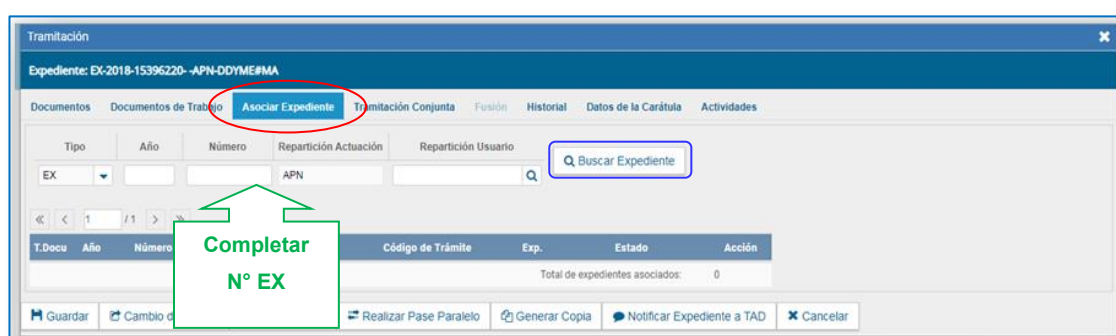 Tramitación
Expediente: EX-2018-15396220- -APN-DDYME#MA
Documentos Documentos de Trabajo Asociar Expediente Tramitación Conjunta Fusión Historial Datos de la Carátula Actividades
Tipo Año Número Repartición Actuación Repartición Usuario
EX APN Buscar Expediente
1 / 1
T.Docu Año Número Código de Trámite Exp. Estado Acción
Completar
N° EX
Total de expedientes asociados: 0
Guardar Cambio d Realizar Pase Paralelo Generar Copia Notificar Expediente a TAD Cancelar